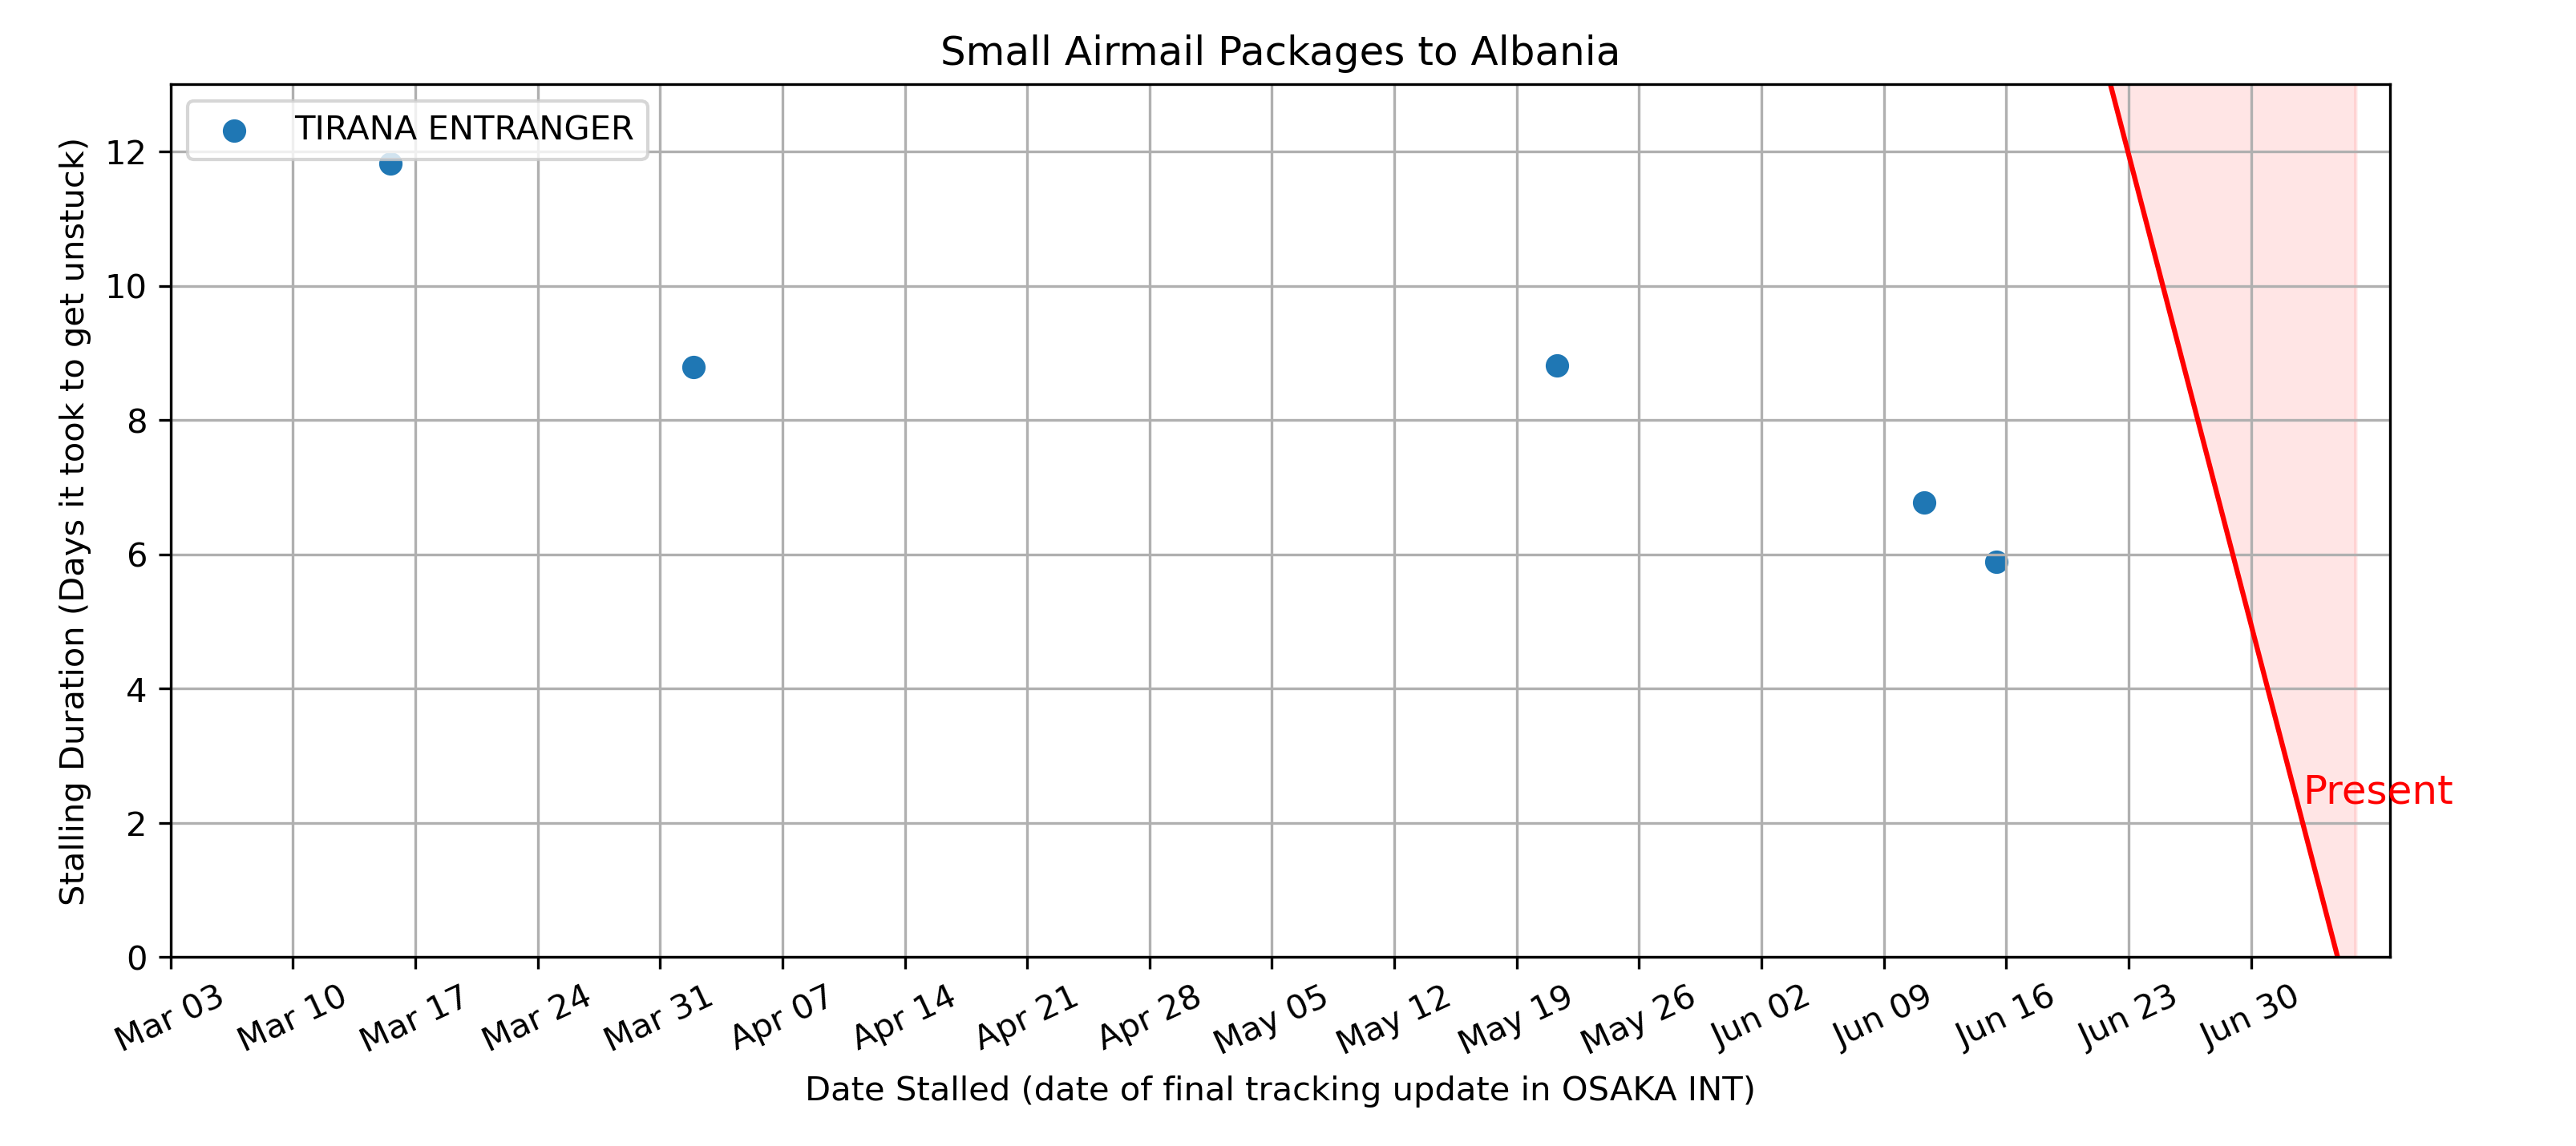 Small Airmail Packages to Albania
TIRANA ENTRANGER
Stalling Duration (Days it took to get unstuck)
12
10
8
6
4
2
0
Present
Mar 03
Mar 10
Mar 17
Mar 24
Mar 31
Apr 07
Apr 14
Apr 21
Apr 28
May 05
May 12
May 19
May 26
Jun 02
Jun 09
Jun 16
Jun 23
Jun 30
Date Stalled (date of final tracking update in OSAKA INT)